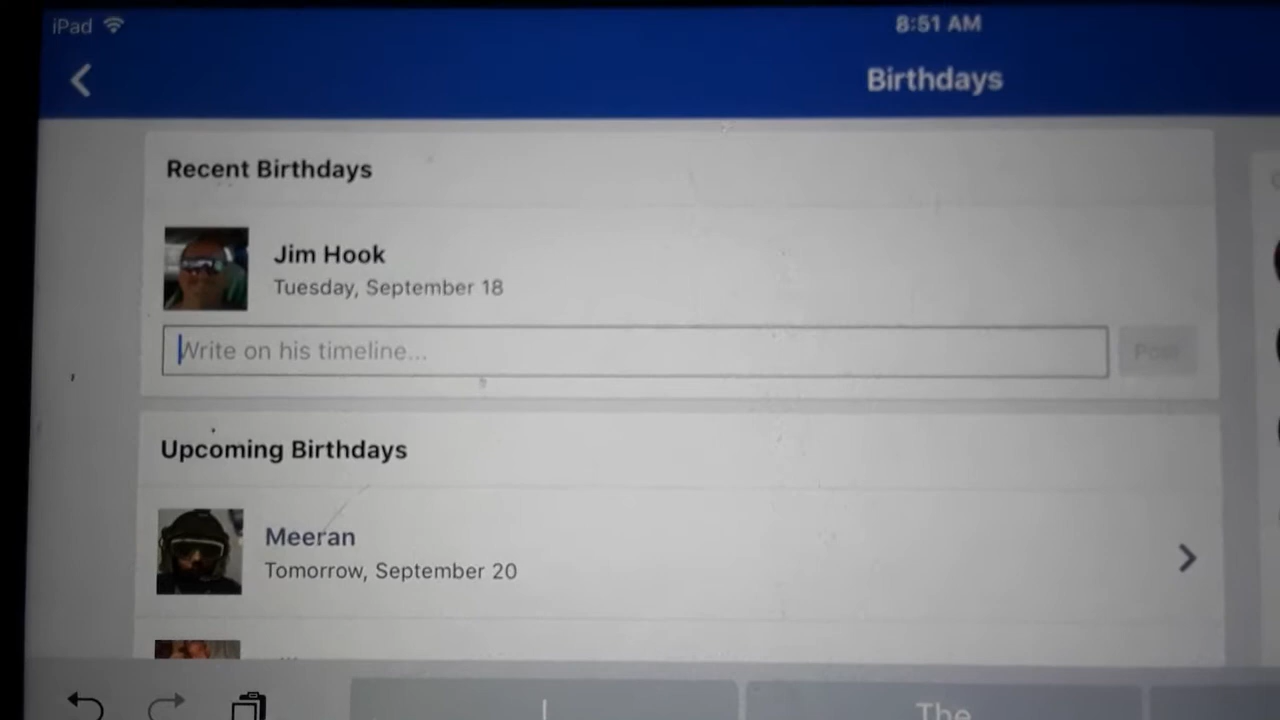 iPad
8:51 AM
Birthdays
Recent Birthdays
Jim Hook
Tuesday, September 18
Write on his timeline...
Post
Upcoming Birthdays
Meeran
Tomorrow, September 20
I
The